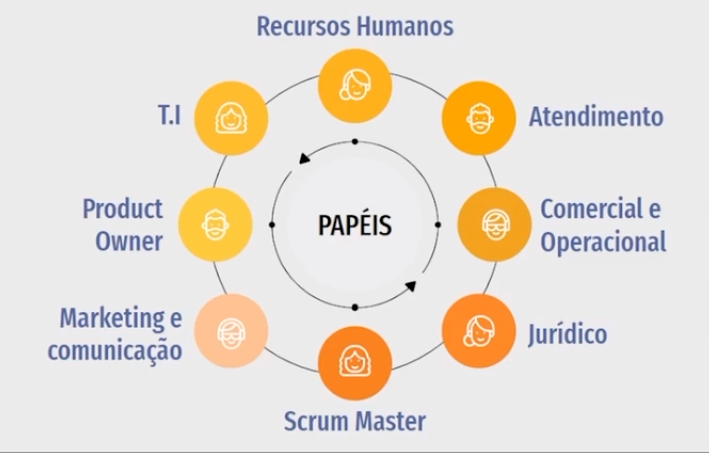 Recursos Humanos
T.I
Atendimento
Product
Owner
PAPÉIS
Comercial e
Operacional
Marketing e
comunicação
Jurídico
Scrum Master